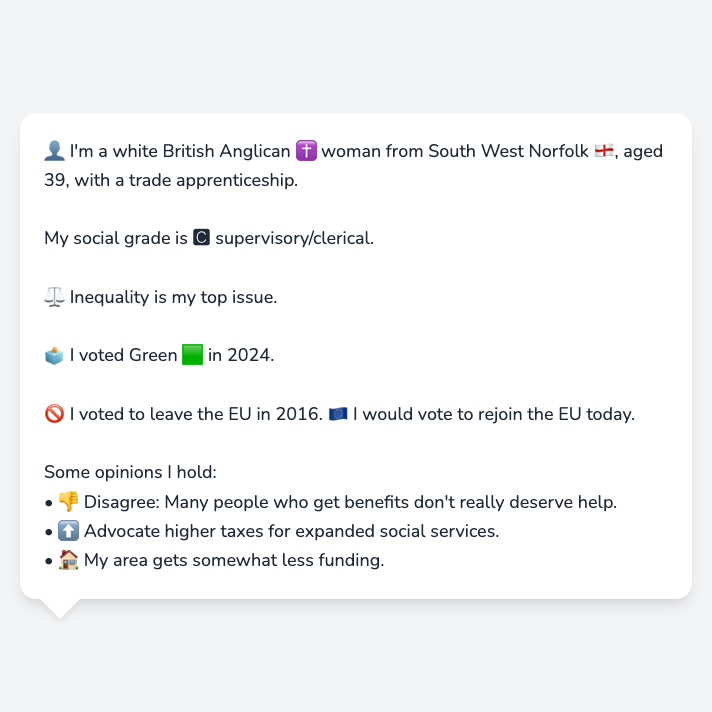 👤 I'm a white British Anglican ✝️ woman from South West Norfolk 🏴󠁧󠁢󠁥󠁮󠁧󠁿, aged
39, with a trade apprenticeship.
My social grade is 🅲 supervisory/clerical.
⚖️ Inequality is my top issue.
🗳️ I voted Green 🟩 in 2024.
🚫 I voted to leave the EU in 2016. 🇪🇺 I would vote to rejoin the EU today.
Some opinions I hold:
• 👎 Disagree: Many people who get benefits don't really deserve help.
• ⬆️ Advocate higher taxes for expanded social services.
• 🏠 My area gets somewhat less funding.